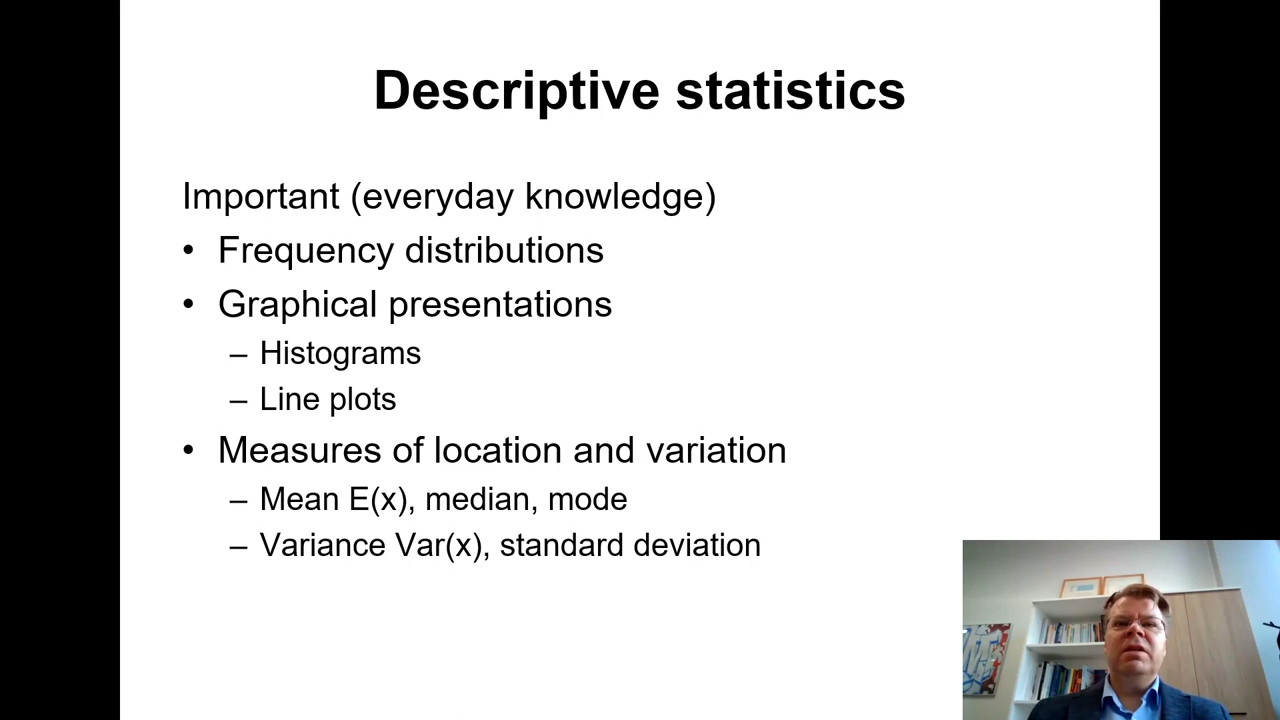 Descriptive statistics
Important (everyday knowledge)
• Frequency distributions
• Graphical presentations
– Histograms
– Line plots
• Measures of location and variation
– Mean E(x), median, mode
– Variance Var(x), standard deviation